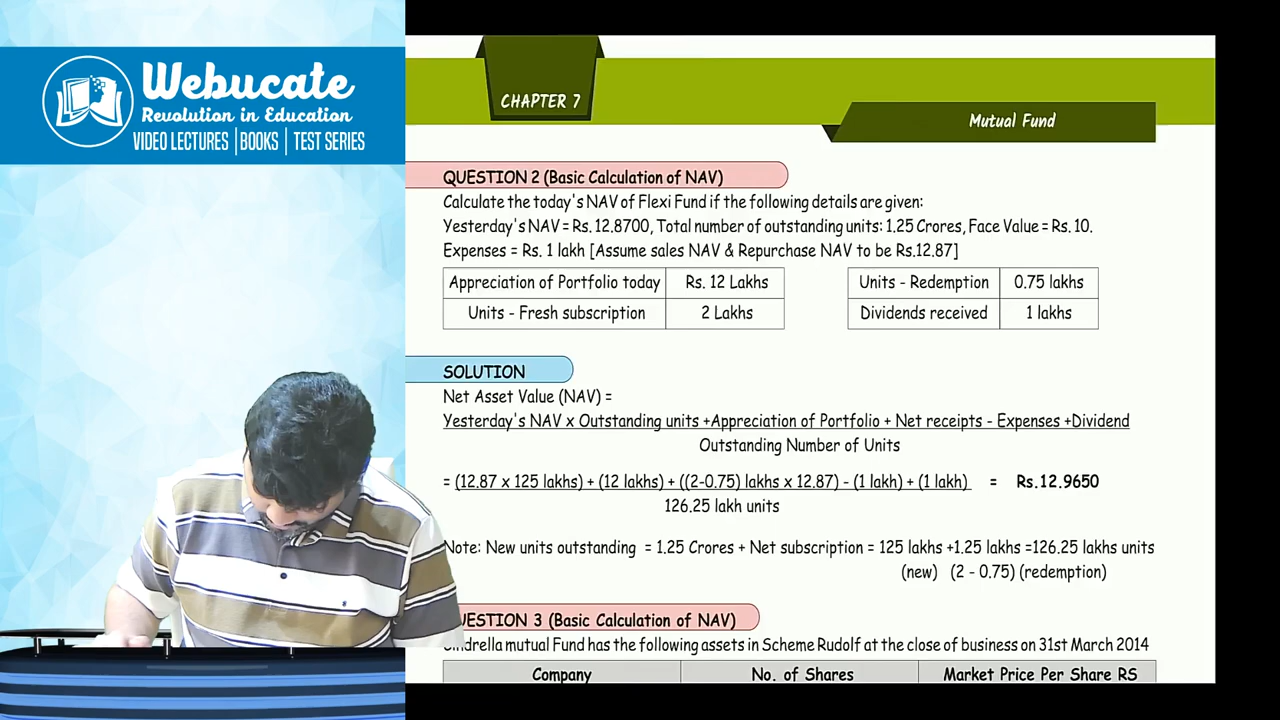 Webucate
Revolution in Education
VIDEO LECTURES | BOOKS | TEST SERIES
CHAPTER 7
Mutual Fund
QUESTION 2 (Basic Calculation of NAV)
Calculate the today's NAV of Flexi Fund if the following details are given:
Yesterday's NAV = Rs. 12.8700, Total number of outstanding units: 1.25 Crores, Face Value = Rs. 10.
Expenses = Rs. 1 lakh [Assume sales NAV & Repurchase NAV to be Rs.12.87]
Appreciation of Portfolio today Rs. 12 Lakhs Units - Redemption 0.75 lakhs
Units - Fresh subscription 2 Lakhs Dividends received 1 lakhs
SOLUTION
Net Asset Value (NAV) =
Yesterday's NAV x Outstanding units +Appreciation of Portfolio + Net receipts - Expenses +Dividend
Outstanding Number of Units
= (12.87 x 125 lakhs) + (12 lakhs) + ((2-0.75) lakhs x 12.87) - (1 lakh) + (1 lakh) = Rs.12.9650
126.25 lakh units
Note: New units outstanding = 1.25 Crores + Net subscription = 125 lakhs +1.25 lakhs =126.25 lakhs units
(new) (2 - 0.75) (redemption)
UESTION 3 (Basic Calculation of NAV)
indrella mutual Fund has the following assets in Scheme Rudolf at the close of business on 31st March 2014
Company No. of Shares Market Price Per Share RS